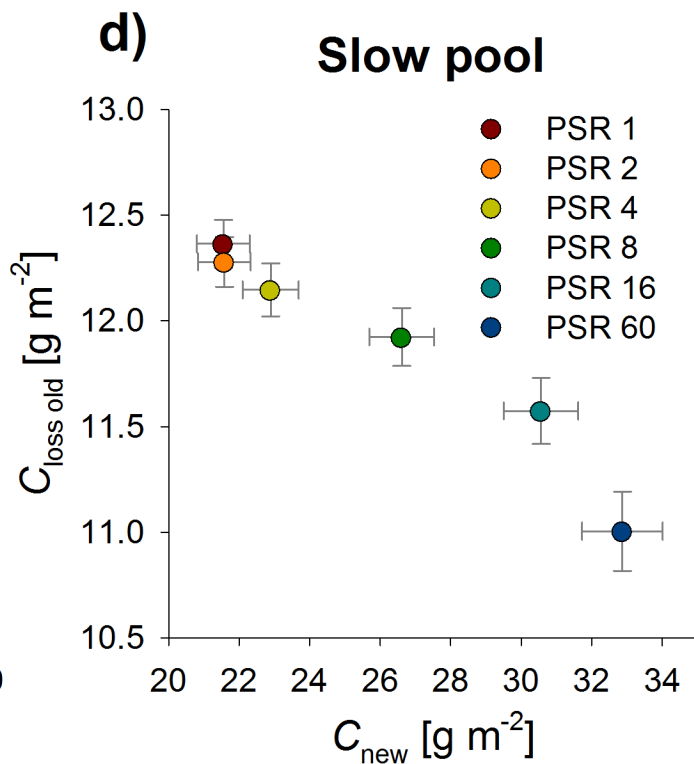 d)
Slow pool
PSR 1
PSR 2
PSR 4
PSR 8
PSR 16
PSR 60
13.0
12.5
12.0
11.5
11.0
10.5
C loss old [g m-2]
20 22 24 26 28 30 32 34
C new [g m-2]